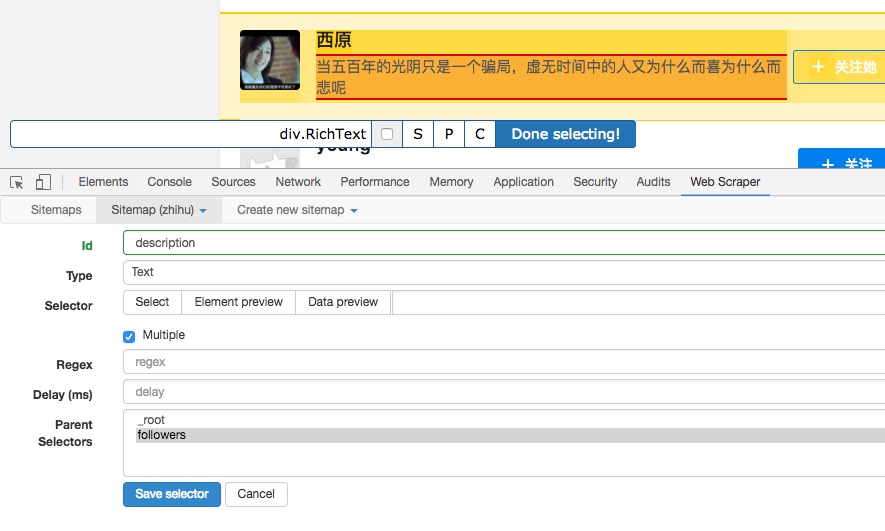 西原
当五百年的光阴只是一个骗局，虚无时间中的人又为什么而喜为什么而
悲呢
+ 关注她
div.RichText S P C Done selecting!
young
+ 关注
Elements Console Sources Network Performance Memory Application Security Audits Web Scraper
Sitemaps Sitemap (zhihu) Create new sitemap
Id description
Type Text
Selector Select Element preview Data preview
Multiple
Regex regex
Delay (ms) delay
Parent
Selectors
_root
followers
Save selector Cancel